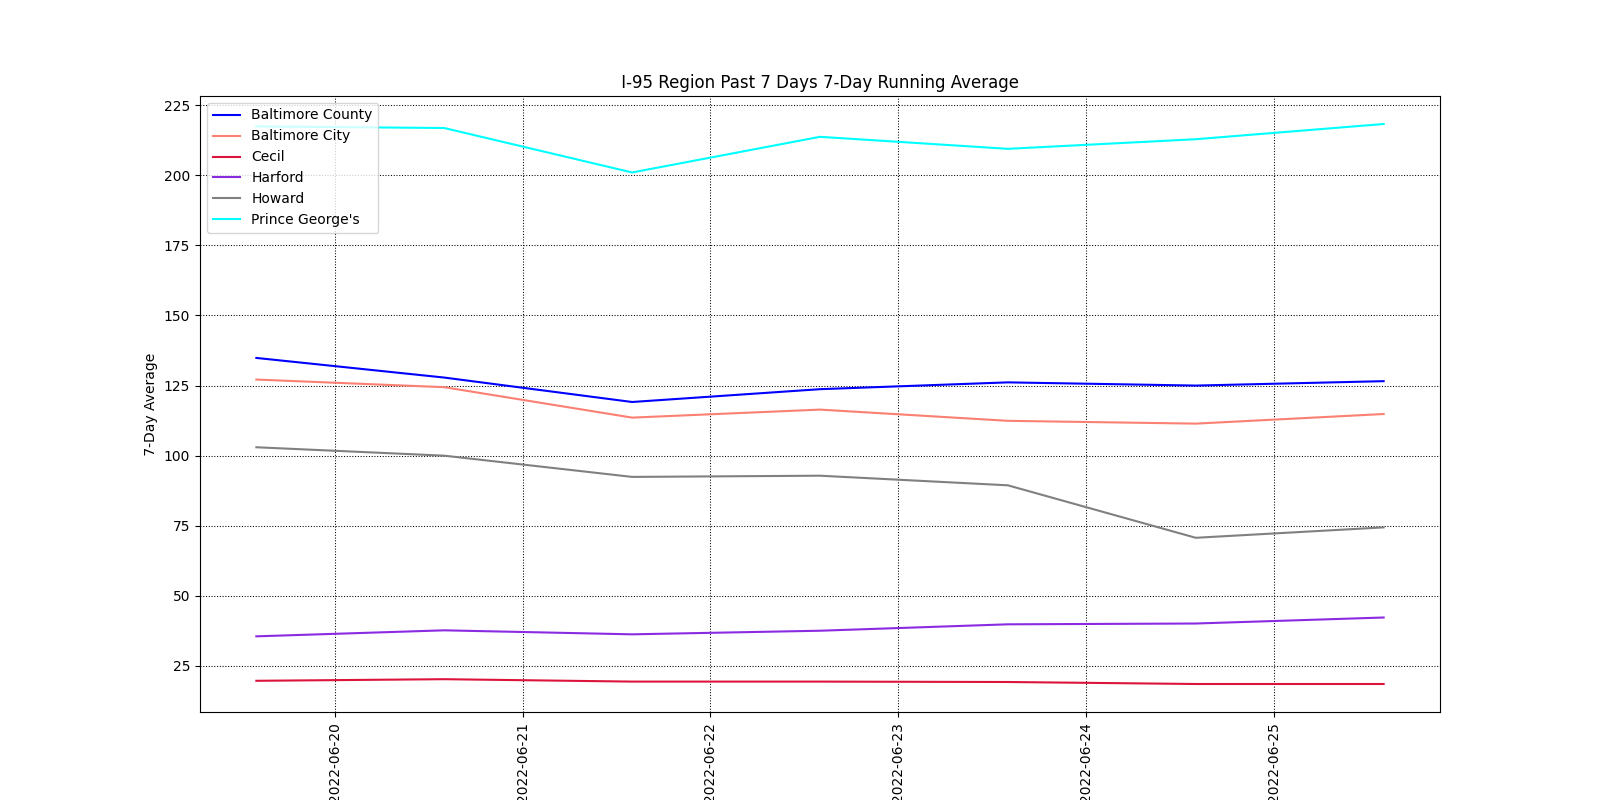 I-95 Region Past 7 Days 7-Day Running Average
225
200
175
150
125
100
75
50
25
7-Day Average
Baltimore County
Baltimore City
Cecil
Harford
Howard
Prince George's
2022-06-20
2022-06-21
2022-06-22
2022-06-23
2022-06-24
2022-06-25